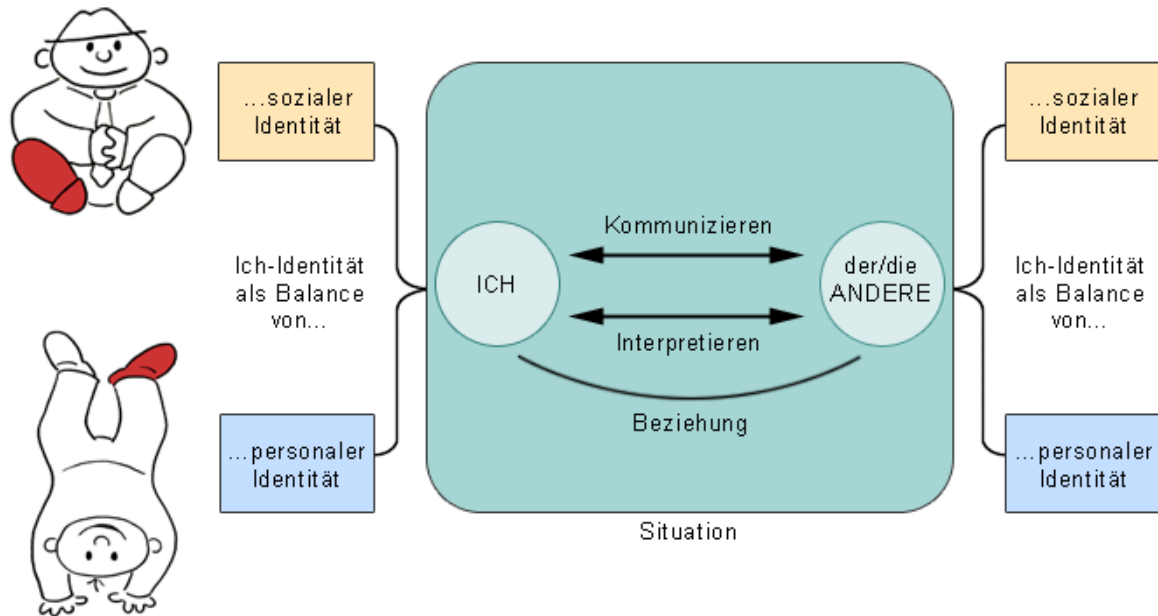 ...sozialer
Identität
Ich-Identität
als Balance
von...
...personaler
Identität
Kommunizieren
ICH
der/die
ANDERE
Interpretieren
Beziehung
Situation
...sozialer
Identität
Ich-Identität
als Balance
von...
...personaler
Identität